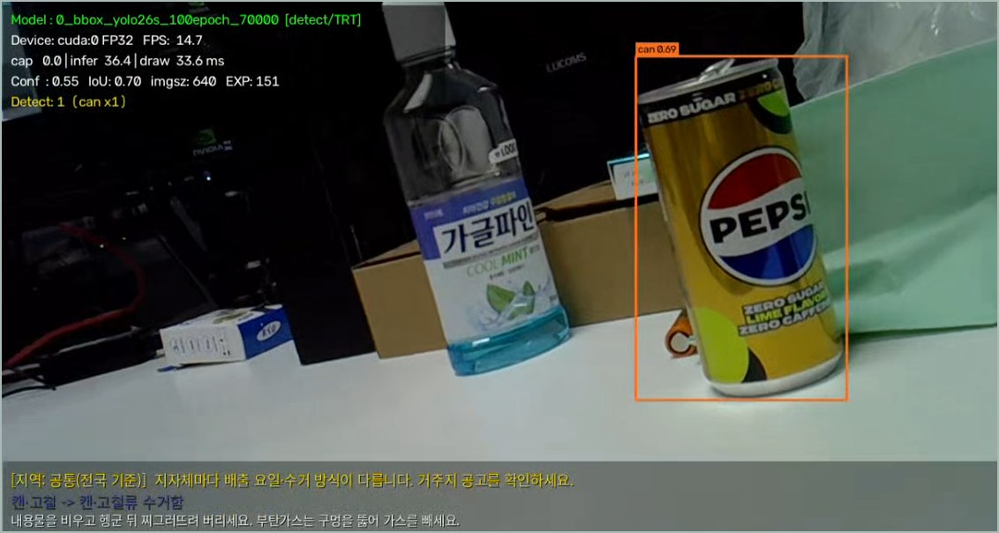 Model : 0_bbox_yolo26s_100epoch_70000 [detect/TRT]
Device: cuda:0 FP32 FPS: 14.7
cap 0.0 | infer 36.4 | draw 33.6 ms
Conf : 0.55 IoU: 0.70 imgsz: 640 EXP: 151
Detect: 1 (can x1)
can 0.69
LUCOMS
NVIDIA
ZERO SUGAR ZERO
1,000
가글파인
COOL MINT
PEPSI
ZERO SUGAR
LIME FLAVOR
ZERO CAFFE
[지역: 공통(전국 기준)] 지자체마다 배출 요일·수거 방식이 다릅니다. 거주지 공고를 확인하세요.
캔·고철 -> 캔·고철류 수거함
내용물을 비우고 헹군 뒤 찌그러뜨려 버리세요. 부탄가스는 구멍을 뚫어 가스를 빼세요.